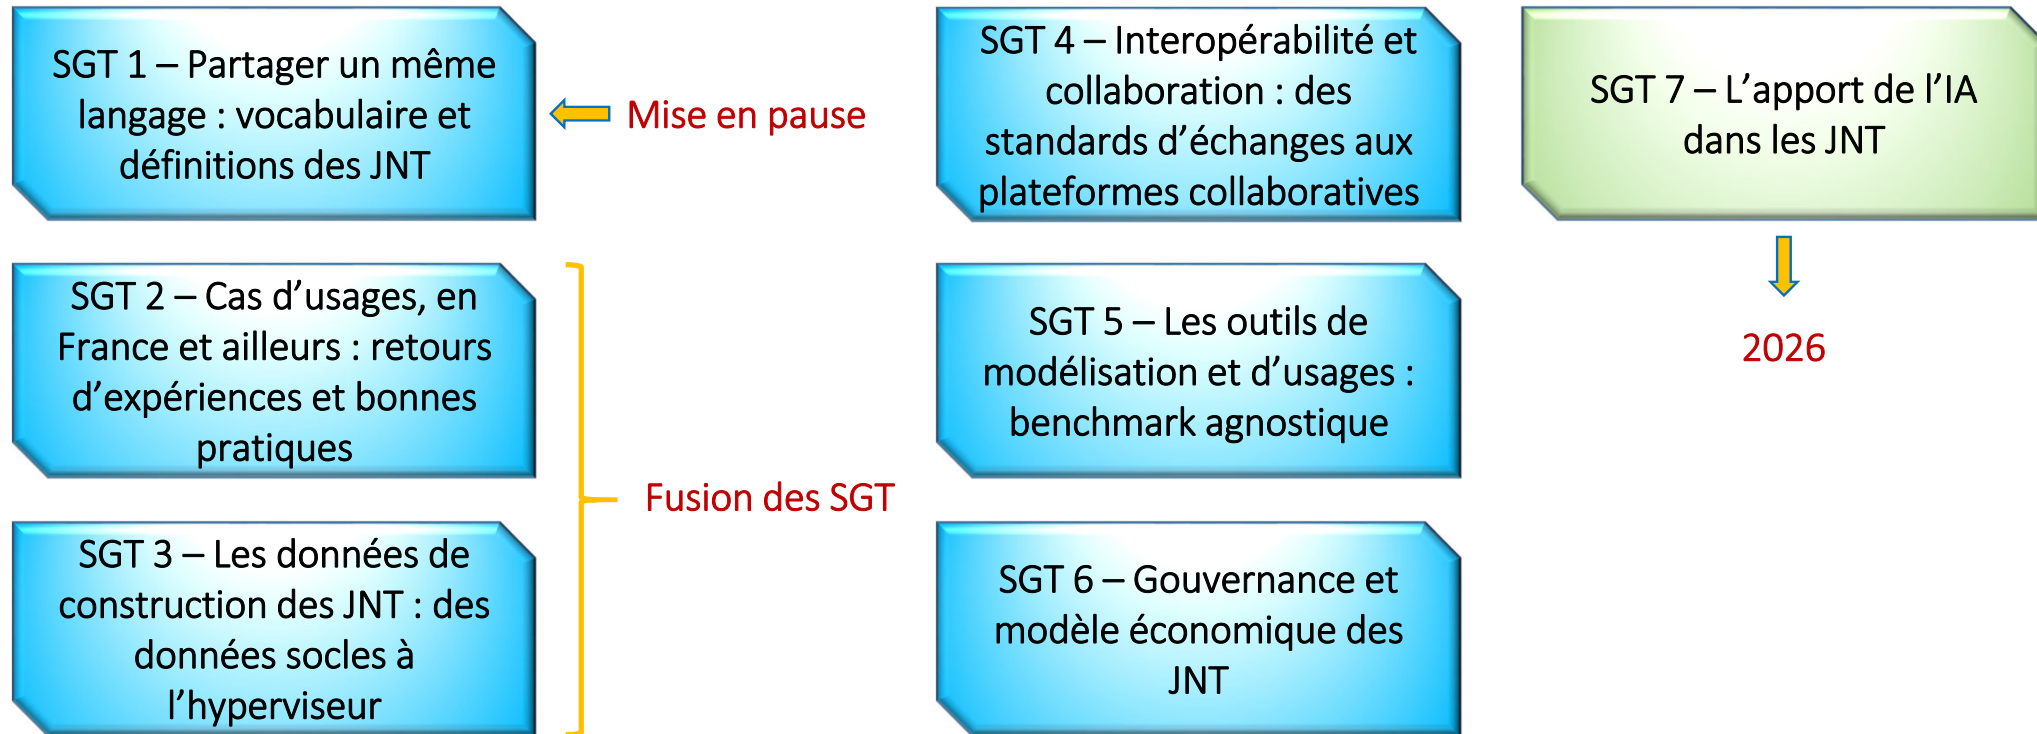 SGT 1 – Partager un même
langage : vocabulaire et
définitions des JNT
Mise en pause
SGT 2 – Cas d’usages, en
France et ailleurs : retours
d’expériences et bonnes
pratiques
SGT 3 – Les données de
construction des JNT : des
données socles à
l’hyperviseur
Fusion des SGT
SGT 4 – Interopérabilité et
collaboration : des
standards d’échanges aux
plateformes collaboratives
SGT 5 – Les outils de
modélisation et d’usages :
benchmark agnostique
SGT 6 – Gouvernance et
modèle économique des
JNT
SGT 7 – L’apport de l’IA
dans les JNT
2026